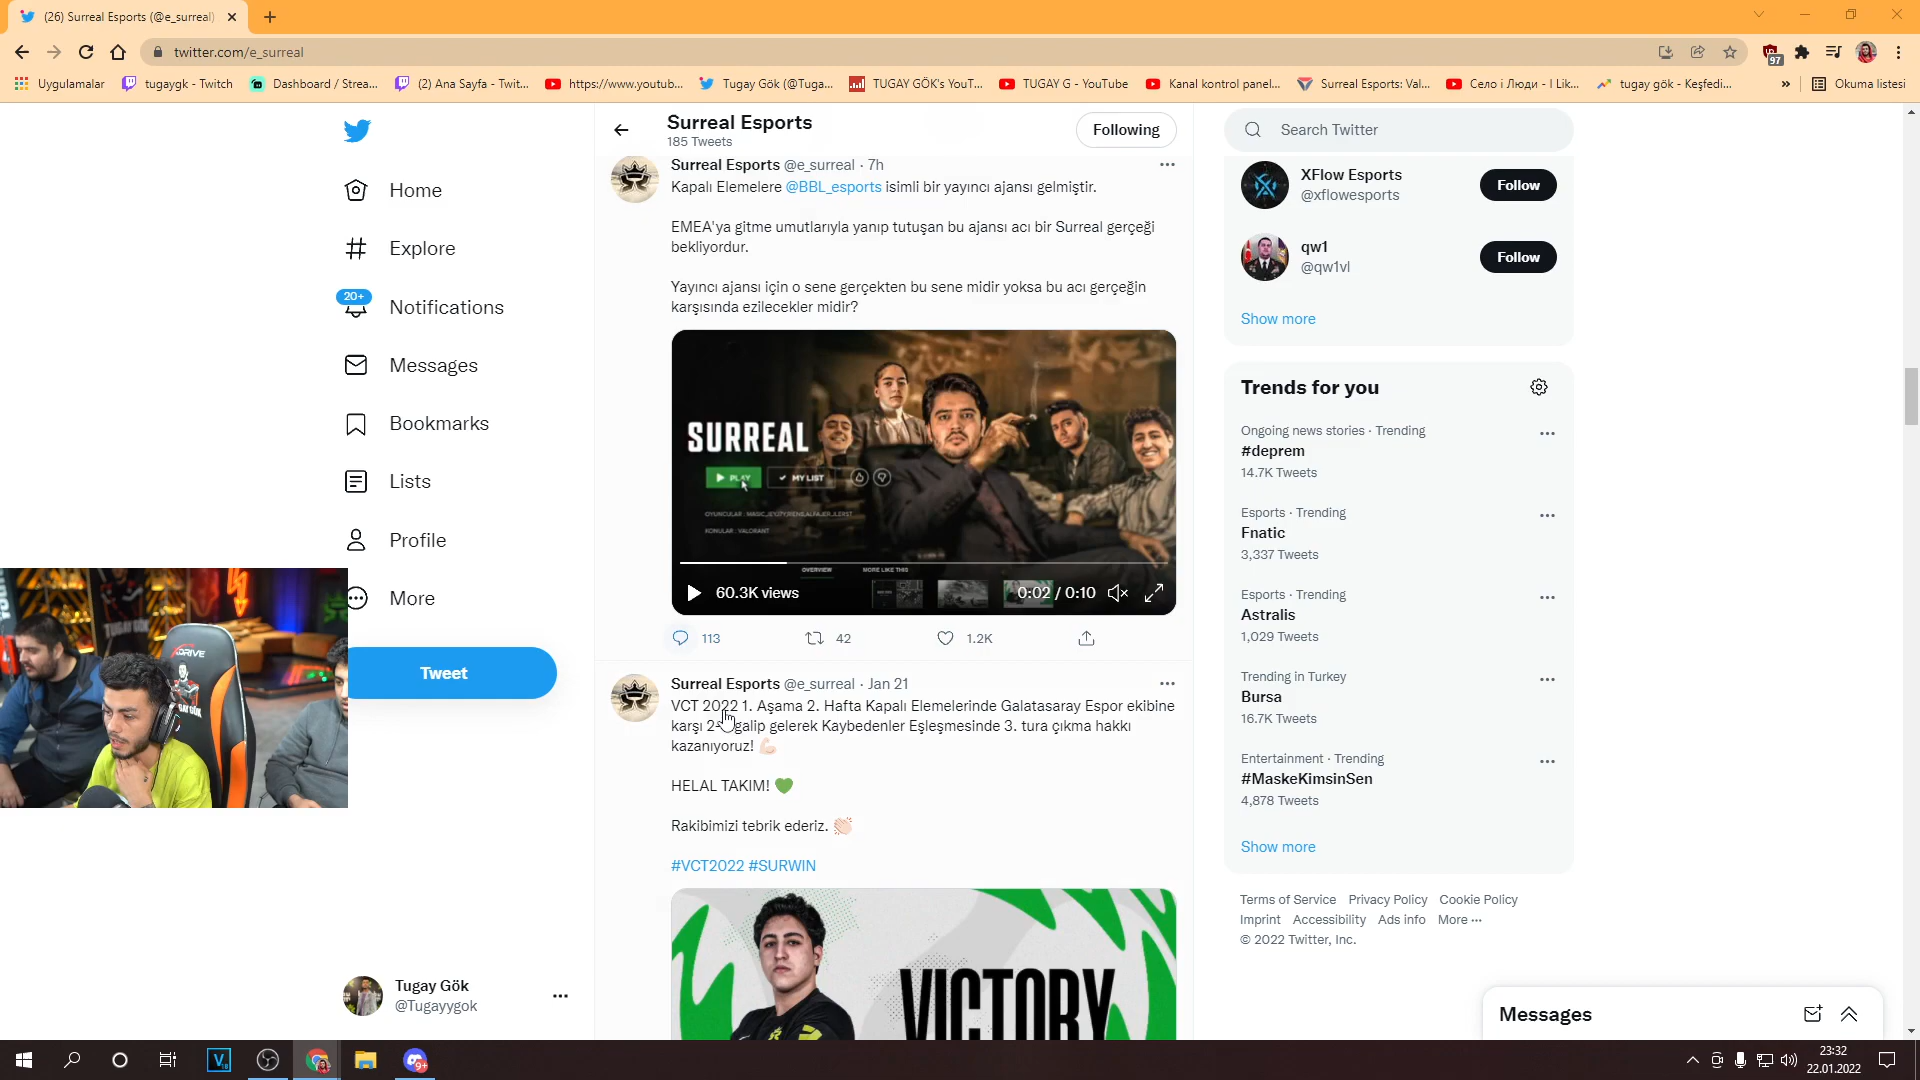 (26) Surreal Esports (@e_surreal)
twitter.com/e_surreal
97
Uygulamalar
tugaygk - Twitch
Dashboard / Strea...
(2) Ana Sayfa - Twit...
https://www.youtub...
Tugay Gök (@Tuga...
TUGAY GÖK's YouT...
TUGAY G - YouTube
Kanal kontrol panel...
Surreal Esports: Val...
Село і Люди - I Lik...
tugay gök - Keşfedi...
»
Okuma listesi
Home
Explore
20+
Notifications
Messages
Bookmarks
Lists
Profile
More
Tweet
Tugay Gök
@Tugayygok
Surreal Esports
185 Tweets
Following
Surreal Esports @e_surreal · 7h
Kapalı Elemelere @BBL_esports isimli bir yayıncı ajansı gelmiştir.
EMEA'ya gitme umutlarıyla yanıp tutuşan bu ajansı acı bir Surreal gerçeği
bekliyordur.
Yayıncı ajansı için o sene gerçekten bu sene midir yoksa bu acı gerçeğin
karşısında ezilecekler midir?
SURREAL
PLAY
MY LIST
KONULAR : VALORANT
OVERVIEW
MORE LIKE THIS
60.3K views
0:02 / 0:10
113
42
1.2K
Surreal Esports @e_surreal · Jan 21
VCT 2022 1. Aşama 2. Hafta Kapalı Elemelerinde Galatasaray Espor ekibine
karşı 2- galip gelerek Kaybedenler Eşleşmesinde 3. tura çıkma hakkı
kazanıyoruz! 💪🏻
HELAL TAKIM! 💚
Rakibimizi tebrik ederiz. 👏🏻
#VCT2022 #SURWIN
VICTORY
Search Twitter
XFlow Esports
@xflowesports
Follow
qw1
@qw1vl
Follow
Show more
Trends for you
Ongoing news stories · Trending
#deprem
14.7K Tweets
Esports · Trending
Fnatic
3,337 Tweets
Esports · Trending
Astralis
1,029 Tweets
Trending in Turkey
Bursa
16.7K Tweets
Entertainment · Trending
#MaskeKimsinSen
4,878 Tweets
Show more
Terms of Service Privacy Policy Cookie Policy
Imprint Accessibility Ads info More ···
© 2022 Twitter, Inc.
Messages
9+
23:32
22.01.2022